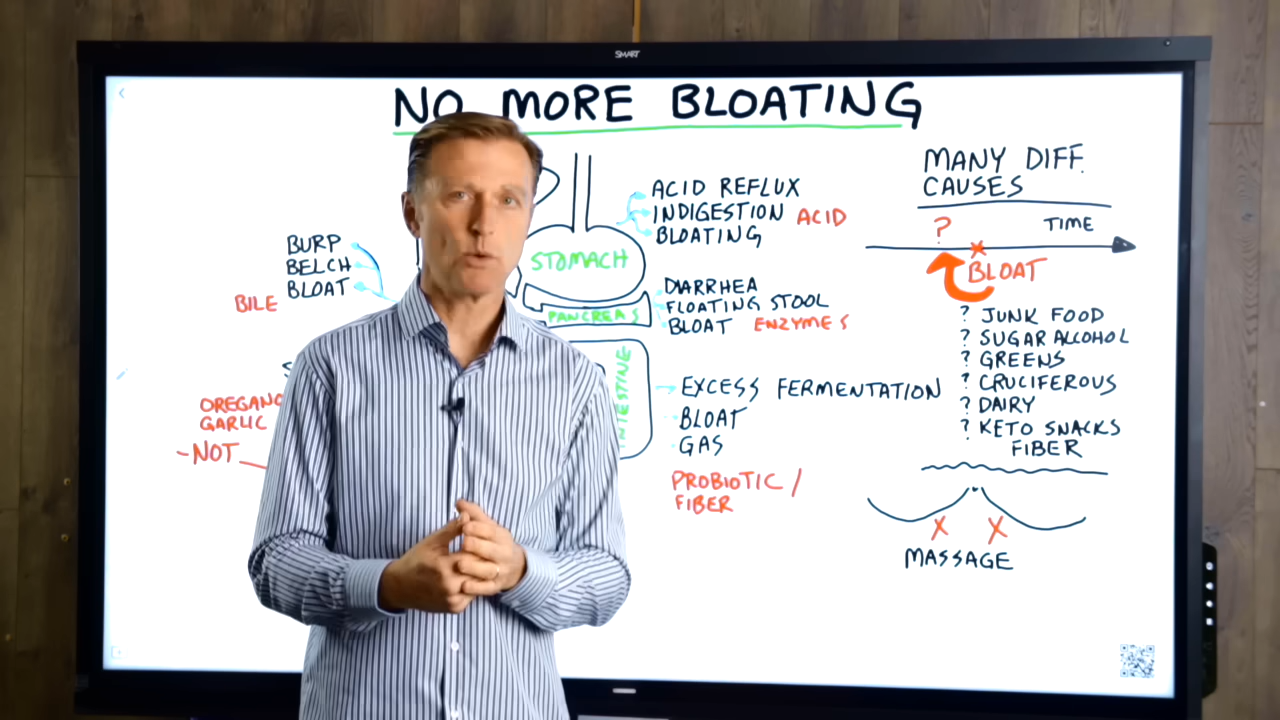 SMART
NO MORE BLOATING
BURP
BELCH
BLOAT
BILE
OREGANO
GARLIC
-NOT
ACID REFLUX
INDIGESTION ACID
BLOATING
STOMACH
DIARRHEA
FLOATING STOOL
BLOAT ENZYMES
PANCREAS
INTESTINE
EXCESS FERMENTATION
BLOAT
GAS
PROBIOTIC /
FIBER
MANY DIFF.
CAUSES
? TIME
BLOAT
? JUNK FOOD
? SUGAR ALCOHOL
? GREENS
? CRUCIFEROUS
? DAIRY
? KETO SNACKS
FIBER
X X
MASSAGE